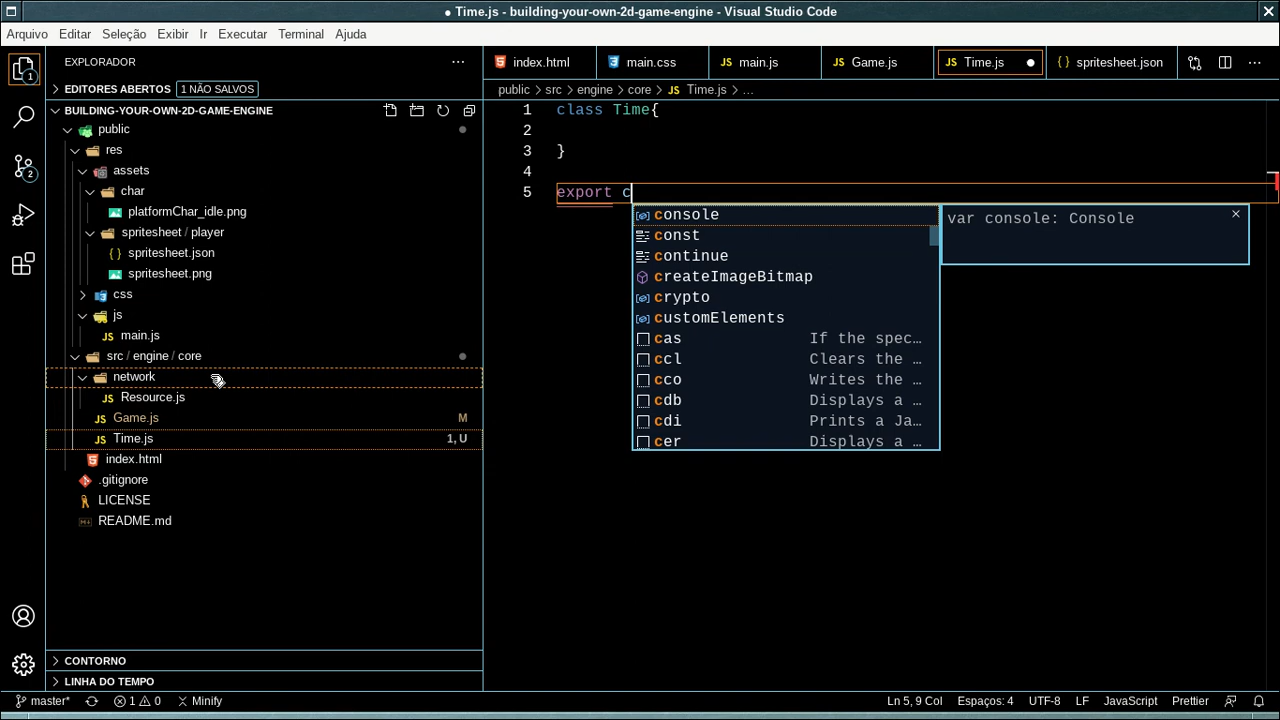 ● Time.js - building-your-own-2d-game-engine - Visual Studio Code
Arquivo Editar Seleção Exibir Ir Executar Terminal Ajuda
EXPLORADOR ...
index.html main.css main.js Game.js Time.js ● spritesheet.json ...
EDITORES ABERTOS 1 NÃO SALVOS
public > src > engine > core > JS Time.js > ...
BUILDING-YOUR-OWN-2D-GAME-ENGINE
public
res
assets
char
platformChar_idle.png
spritesheet / player
spritesheet.json
spritesheet.png
css
js
main.js
src / engine / core
network
Resource.js
Game.js M
Time.js 1, U
index.html
.gitignore
LICENSE
README.md
CONTORNO
LINHA DO TEMPO
1 class Time{
2
3 }
4
5 export c
console
const
continue
createImageBitmap
crypto
customElements
cas If the spec…
ccl Clears the …
cco Writes the …
cdb Displays a …
cdi Prints a Ja…
cer Displays a …
var console: Console
1
2
master* 1 0 Minify Ln 5, 9 Col Espaços: 4 UTF-8 LF JavaScript Prettier